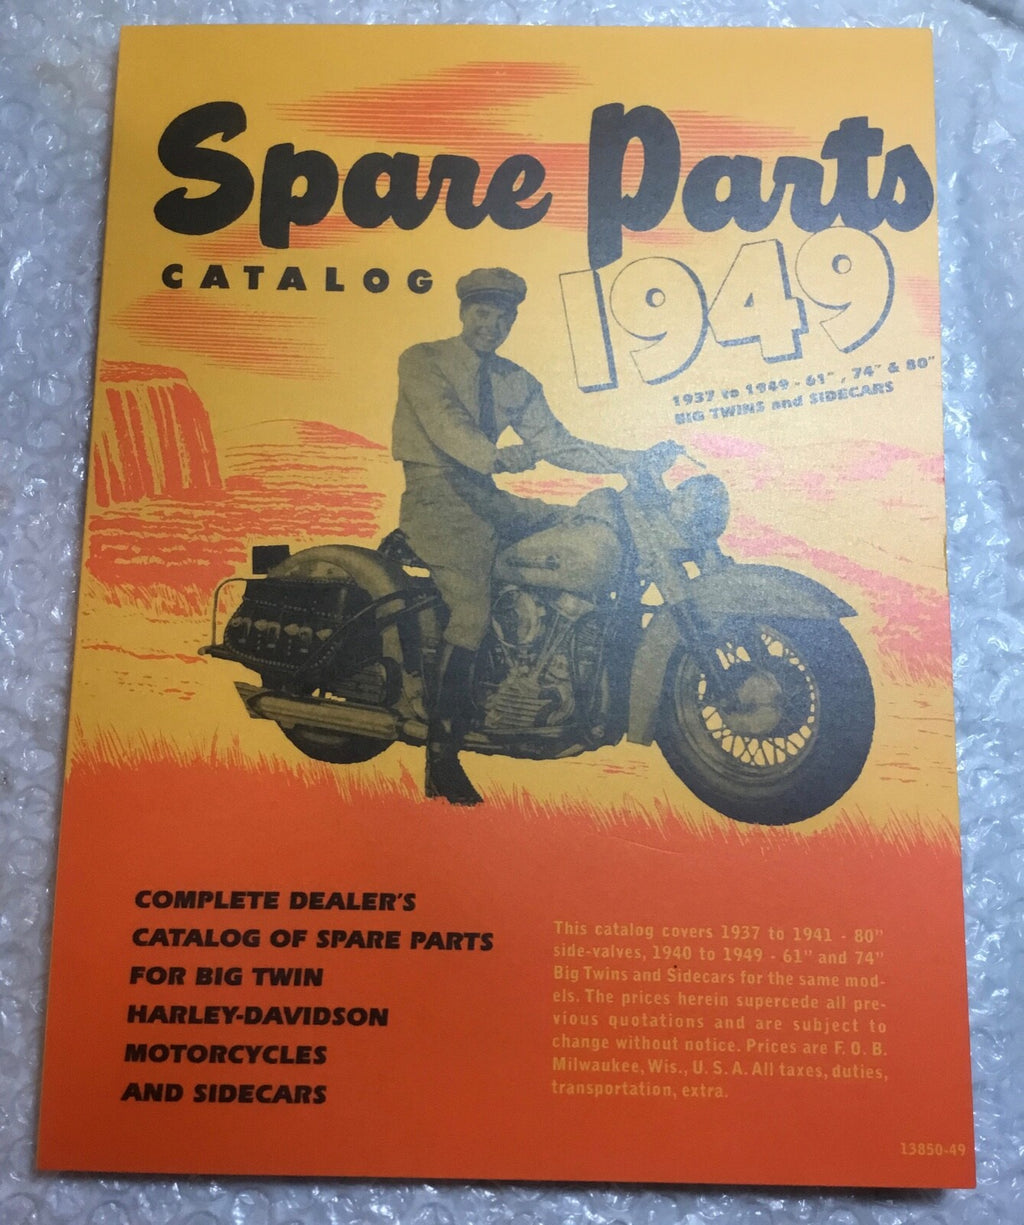 Spare Parts
CATALOG
1949
1937 to 1949 - 61", 74" & 80"
BIG TWINS and SIDECARS
COMPLETE DEALER'S
CATALOG OF SPARE PARTS
FOR BIG TWIN
HARLEY-DAVIDSON
MOTORCYCLES
AND SIDECARS
This catalog covers 1937 to 1941 - 80"
side-valves, 1940 to 1949 - 61" and 74"
Big Twins and Sidecars for the same mod-
els. The prices herein supercede all pre-
vious quotations and are subject to
change without notice. Prices are F. O. B.
Milwaukee, Wis., U. S. A. All taxes, duties,
transportation, extra.
13850-49